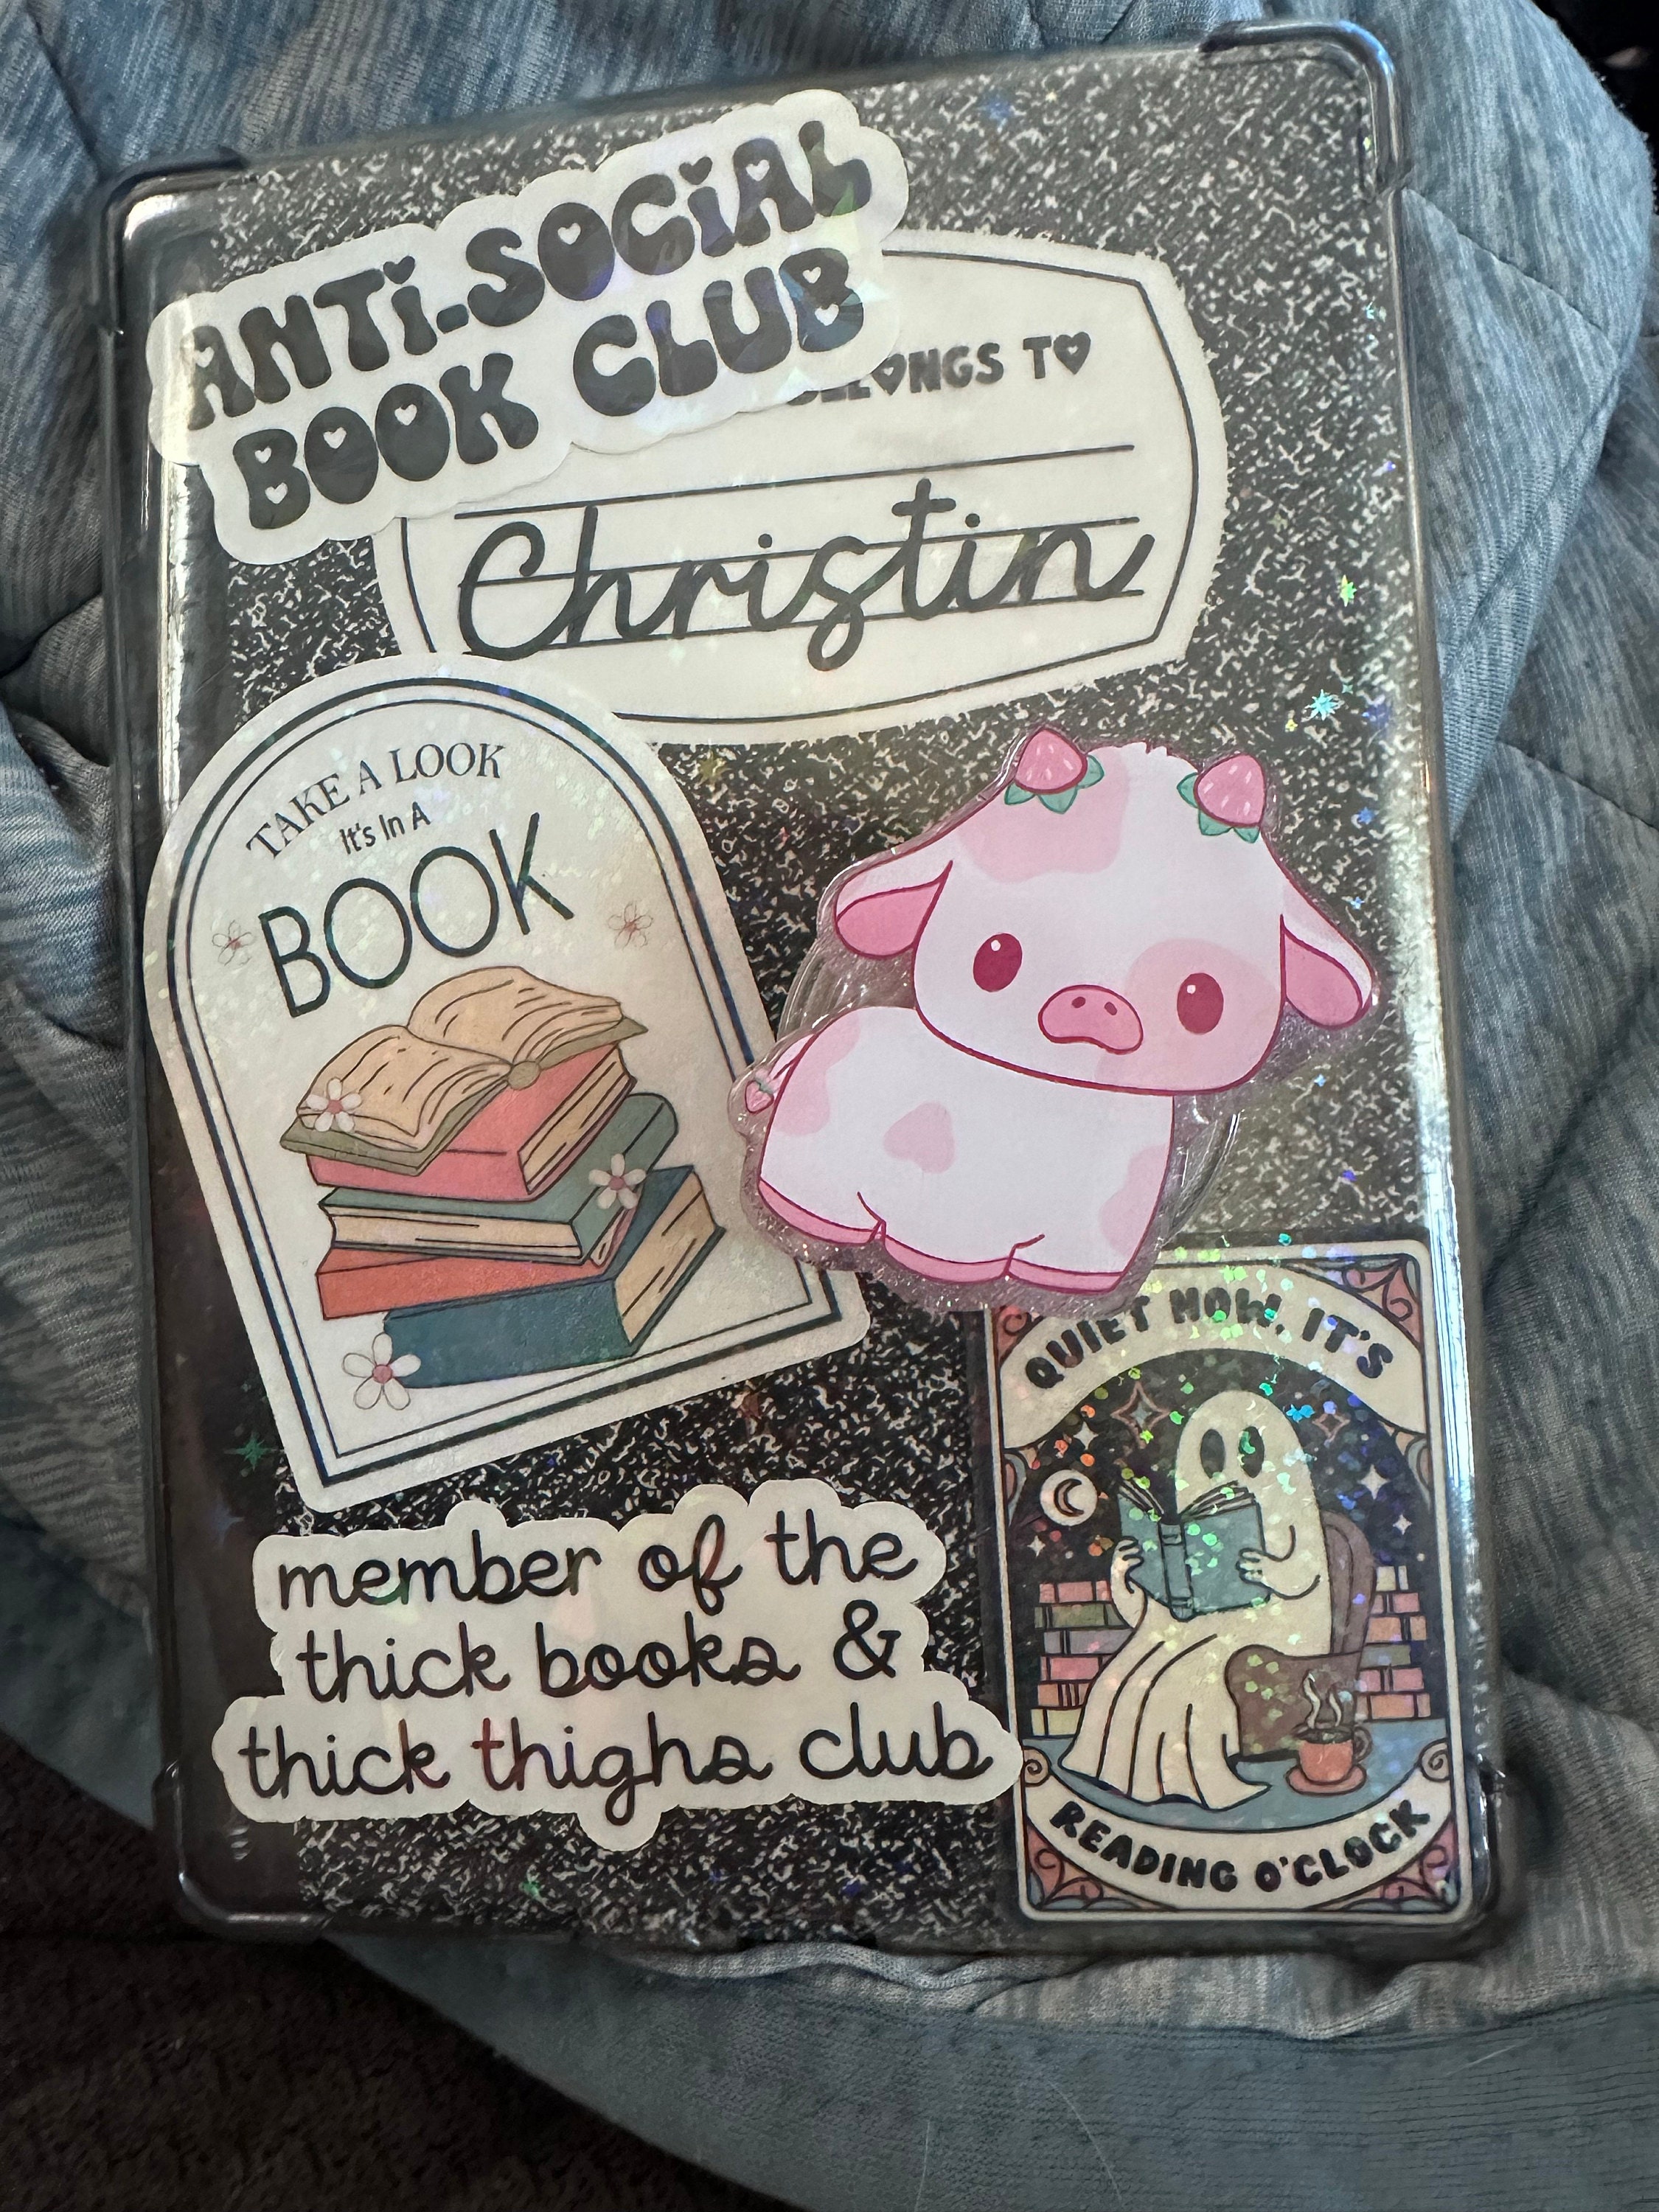 ANTi-SOCiAL
BOOK CLUB
BELONGS TO
Christin
TAKE A LOOK
It's In A
BOOK
QUIET NOW, IT'S
READING O'CLOCK
member of the
thick books &
thick thighs club